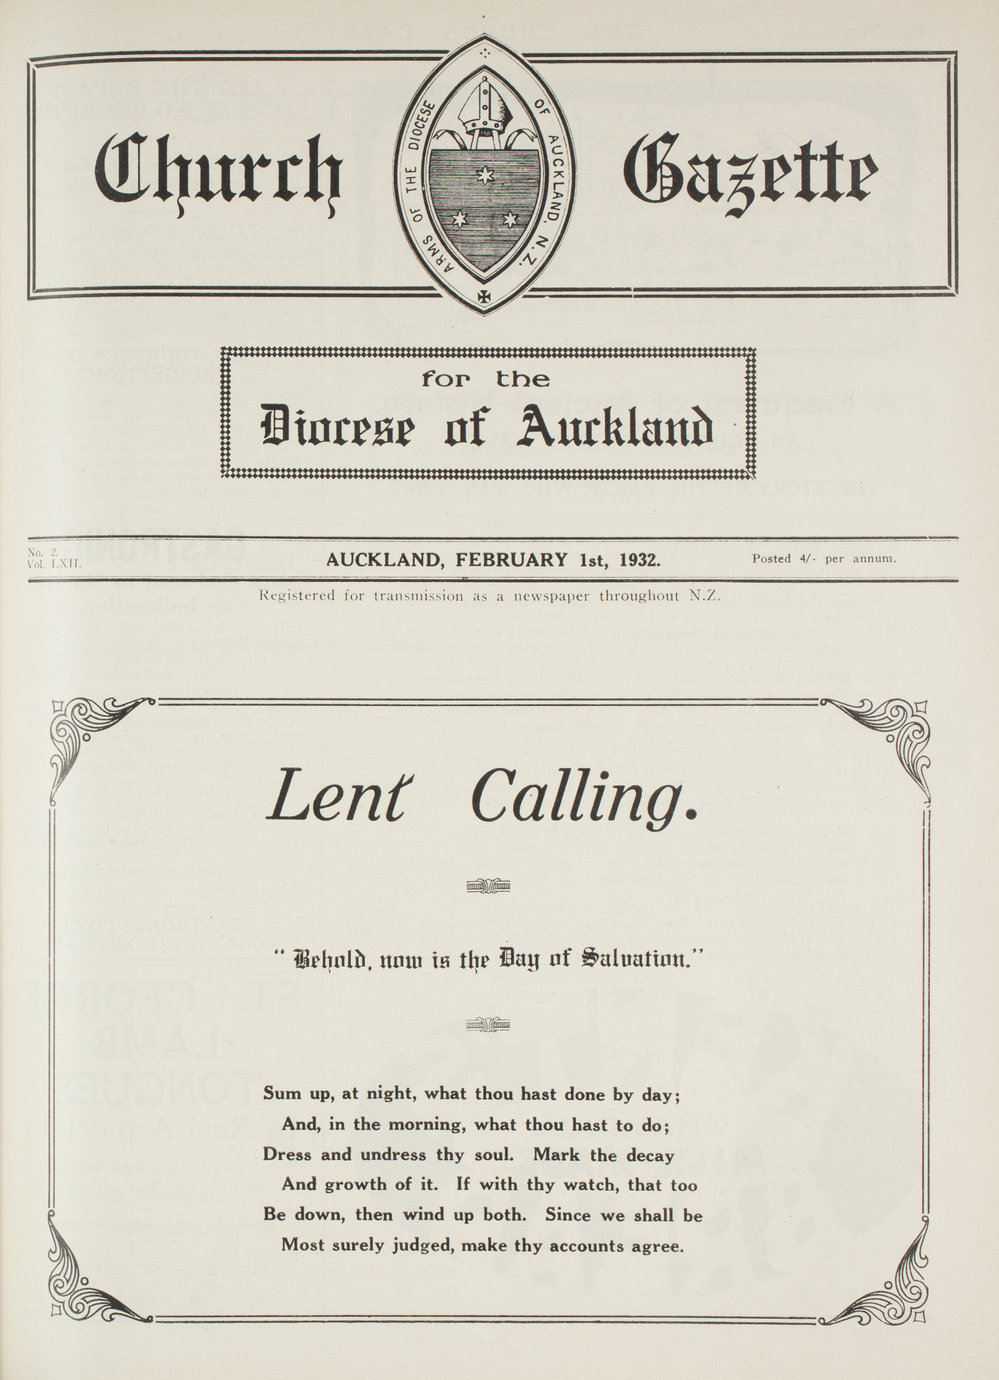 Church Gazette
ARMS OF THE DIOCESE OF AUCKLAND, N.Z.
for the
Diocese of Auckland
No. 2.
Vol. LXII.
AUCKLAND, FEBRUARY 1st, 1932.
Posted 4/- per annum.
Registered for transmission as a newspaper throughout N.Z.
Lent Calling.
“Behold, now is the Day of Salvation.”
Sum up, at night, what thou hast done by day;
And, in the morning, what thou hast to do;
Dress and undress thy soul. Mark the decay
And growth of it. If with thy watch, that too
Be down, then wind up both. Since we shall be
Most surely judged, make thy accounts agree.